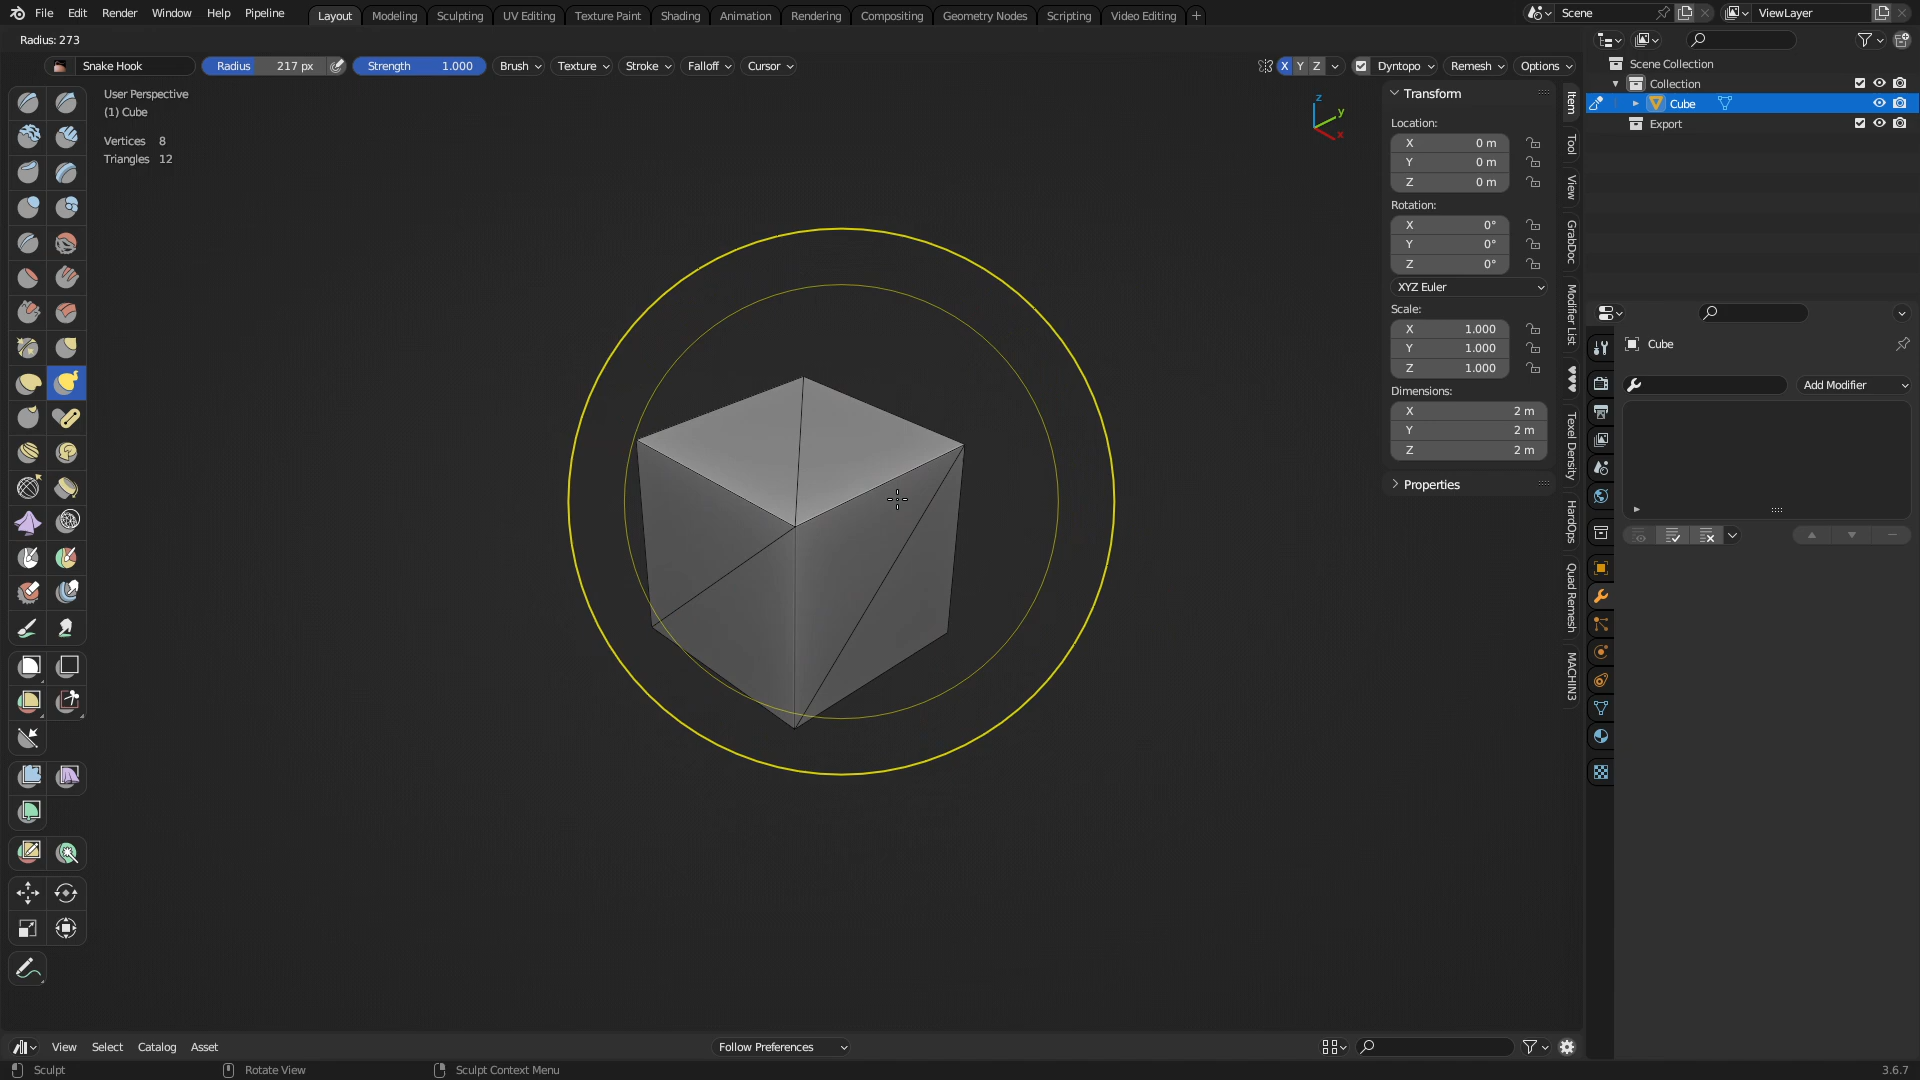 File Edit Render Window Help Pipeline
Layout Modeling Sculpting UV Editing Texture Paint Shading Animation Rendering Compositing Geometry Nodes Scripting Video Editing +
Scene
ViewLayer
Radius: 273
Snake Hook
Radius 217 px
Strength 1.000
Brush Texture Stroke Falloff Cursor
X Y Z
Dyntopo
Remesh
Options
User Perspective
(1) Cube
Vertices 8
Triangles 12
z
y
x
Transform
Location:
X 0 m
Y 0 m
Z 0 m
Rotation:
X 0°
Y 0°
Z 0°
XYZ Euler
Scale:
X 1.000
Y 1.000
Z 1.000
Dimensions:
X 2 m
Y 2 m
Z 2 m
Properties
Item
Tool
View
GrabDoc
Modifier List
Texel Density
HardOps
Quad Remesh
MACHIN3
Scene Collection
Collection
Cube
Export
Cube
Add Modifier
View Select Catalog Asset
Follow Preferences
Sculpt
Rotate View
Sculpt Context Menu
3.6.7